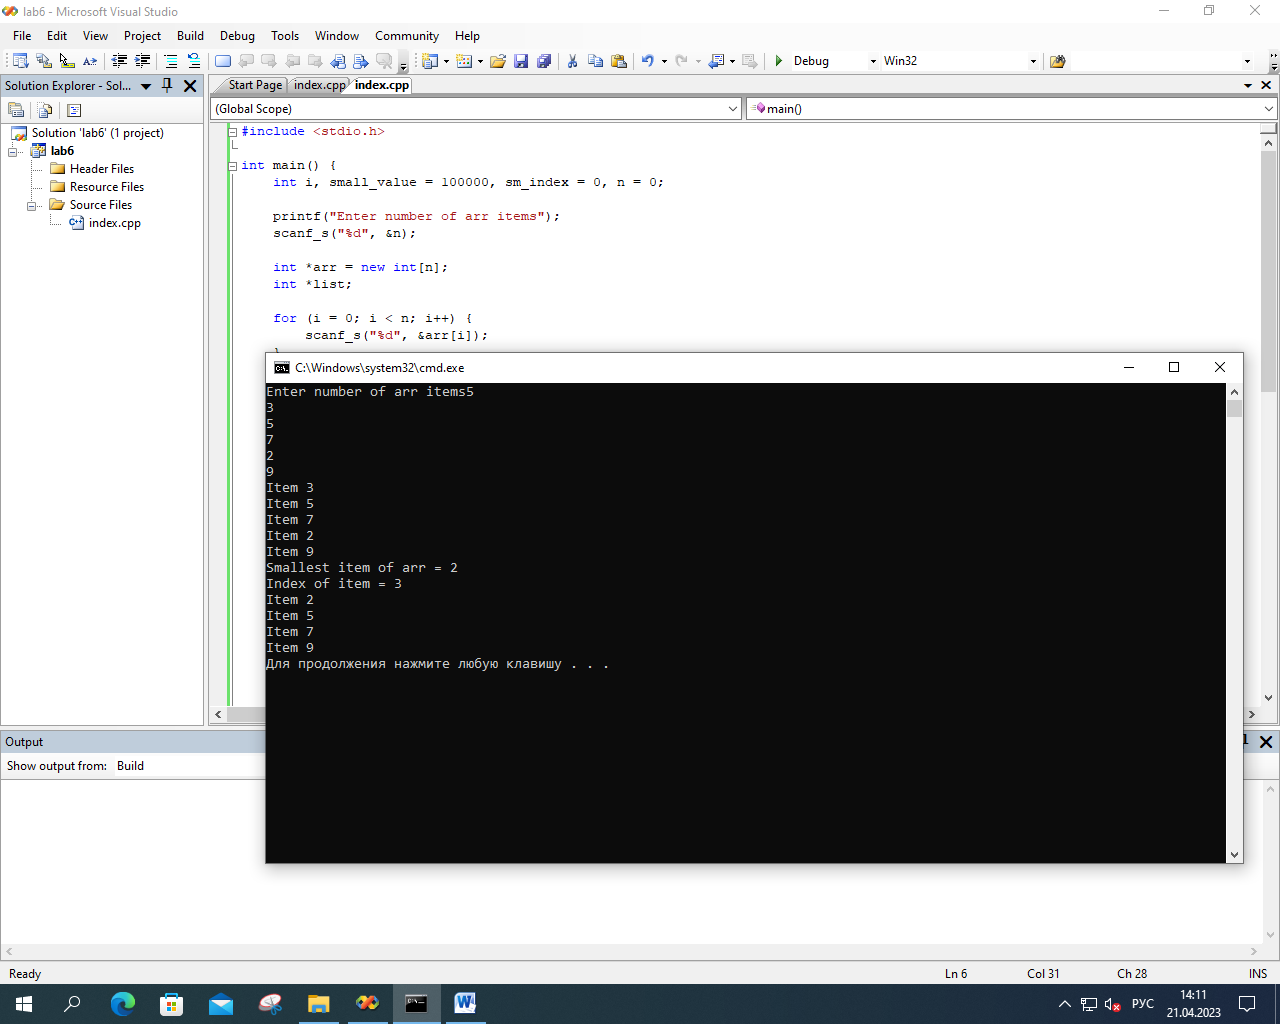 lab6 - Microsoft Visual Studio
File Edit View Project Build Debug Tools Window Community Help
Debug Win32
Solution Explorer - Sol...
Start Page index.cpp index.cpp
(Global Scope) main()
Solution 'lab6' (1 project)
lab6
Header Files
Resource Files
Source Files
index.cpp
#include <stdio.h>
int main() {
int i, small_value = 100000, sm_index = 0, n = 0;
printf("Enter number of arr items");
scanf_s("%d", &n);
int *arr = new int[n];
int *list;
for (i = 0; i < n; i++) {
scanf_s("%d", &arr[i]);
C:\Windows\system32\cmd.exe
Enter number of arr items5
3
5
7
2
9
Item 3
Item 5
Item 7
Item 2
Item 9
Smallest item of arr = 2
Index of item = 3
Item 2
Item 5
Item 7
Item 9
Для продолжения нажмите любую клавишу . . .
Output
Show output from: Build
Ready Ln 6 Col 31 Ch 28 INS
РУС
14:11
21.04.2023